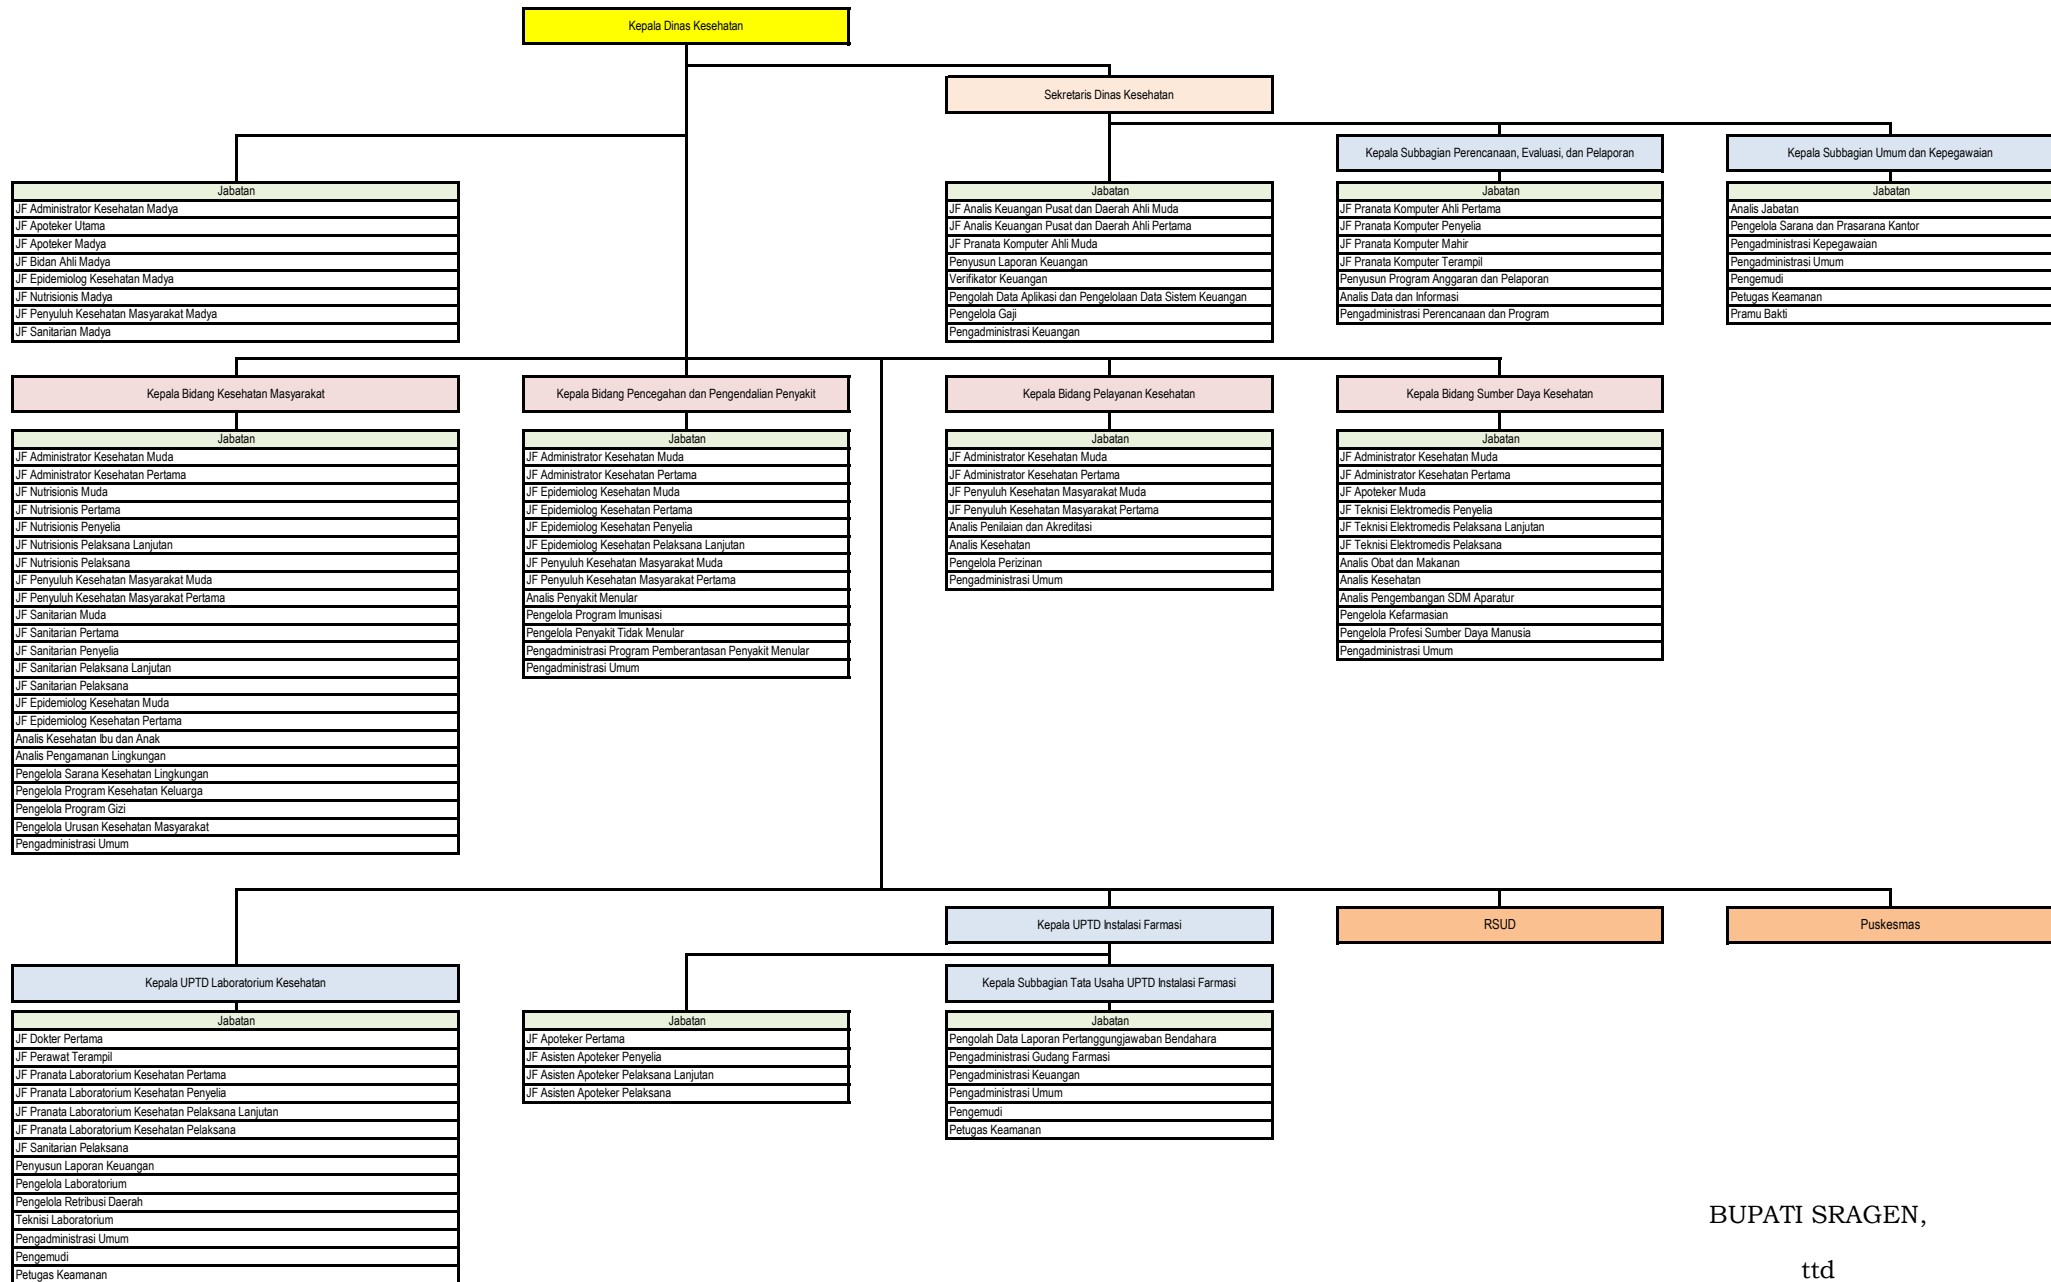 Kepala Dinas Kesehatan
Sekretaris Dinas Kesehatan
Kepala Subbagian Perencanaan, Evaluasi, dan Pelaporan
Kepala Subbagian Umum dan Kepegawaian
Jabatan
JF Administrator Kesehatan Madya
JF Apoteker Utama
JF Apoteker Madya
JF Bidan Ahli Madya
JF Epidemiolog Kesehatan Madya
JF Nutrisionis Madya
JF Penyuluh Kesehatan Masyarakat Madya
JF Sanitarian Madya
Jabatan
JF Analis Keuangan Pusat dan Daerah Ahli Muda
JF Analis Keuangan Pusat dan Daerah Ahli Pertama
JF Pranata Komputer Ahli Muda
Penyusun Laporan Keuangan
Verifikator Keuangan
Pengolah Data Aplikasi dan Pengelolaan Data Sistem Keuangan
Pengelola Gaji
Pengadministrasi Keuangan
Jabatan
JF Pranata Komputer Ahli Pertama
JF Pranata Komputer Penyelia
JF Pranata Komputer Mahir
JF Pranata Komputer Terampil
Penyusun Program Anggaran dan Pelaporan
Analis Data dan Informasi
Pengadministrasi Perencanaan dan Program
Jabatan
Analis Jabatan
Pengelola Sarana dan Prasarana Kantor
Pengadministrasi Kepegawaian
Pengadministrasi Umum
Pengemudi
Petugas Keamanan
Pramu Bakti
Kepala Bidang Kesehatan Masyarakat
Jabatan
JF Administrator Kesehatan Muda
JF Administrator Kesehatan Pertama
JF Nutrisionis Muda
JF Nutrisionis Pertama
JF Nutrisionis Penyelia
JF Nutrisionis Pelaksana Lanjutan
JF Nutrisionis Pelaksana
JF Penyuluh Kesehatan Masyarakat Muda
JF Penyuluh Kesehatan Masyarakat Pertama
JF Sanitarian Muda
JF Sanitarian Pertama
JF Sanitarian Penyelia
JF Sanitarian Pelaksana Lanjutan
JF Sanitarian Pelaksana
JF Epidemiolog Kesehatan Muda
JF Epidemiolog Kesehatan Pertama
Analis Kesehatan Ibu dan Anak
Analis Pengamanan Lingkungan
Pengelola Sarana Kesehatan Lingkungan
Pengelola Program Kesehatan Keluarga
Pengelola Program Gizi
Pengelola Urusan Kesehatan Masyarakat
Pengadministrasi Umum
Kepala Bidang Pencegahan dan Pengendalian Penyakit
Jabatan
JF Administrator Kesehatan Muda
JF Administrator Kesehatan Pertama
JF Epidemiolog Kesehatan Muda
JF Epidemiolog Kesehatan Pertama
JF Epidemiolog Kesehatan Penyelia
JF Epidemiolog Kesehatan Pelaksana Lanjutan
JF Penyuluh Kesehatan Masyarakat Muda
JF Penyuluh Kesehatan Masyarakat Pertama
Analis Penyakit Menular
Pengelola Program Imunisasi
Pengelola Penyakit Tidak Menular
Pengadministrasi Program Pemberantasan Penyakit Menular
Pengadministrasi Umum
Kepala Bidang Pelayanan Kesehatan
Jabatan
JF Administrator Kesehatan Muda
JF Administrator Kesehatan Pertama
JF Penyuluh Kesehatan Masyarakat Muda
JF Penyuluh Kesehatan Masyarakat Pertama
Analis Penilaian dan Akreditasi
Analis Kesehatan
Pengelola Perizinan
Pengadministrasi Umum
Kepala Bidang Sumber Daya Kesehatan
Jabatan
JF Administrator Kesehatan Muda
JF Administrator Kesehatan Pertama
JF Apoteker Muda
JF Teknisi Elektromedis Penyelia
JF Teknisi Elektromedis Pelaksana Lanjutan
JF Teknisi Elektromedis Pelaksana
Analis Obat dan Makanan
Analis Kesehatan
Analis Pengembangan SDM Aparatur
Pengelola Kefarmasian
Pengelola Profesi Sumber Daya Manusia
Pengadministrasi Umum
Kepala UPTD Instalasi Farmasi
RSUD
Puskesmas
Kepala UPTD Laboratorium Kesehatan
Jabatan
JF Dokter Pertama
JF Perawat Terampil
JF Pranata Laboratorium Kesehatan Pertama
JF Pranata Laboratorium Kesehatan Penyelia
JF Pranata Laboratorium Kesehatan Pelaksana Lanjutan
JF Pranata Laboratorium Kesehatan Pelaksana
JF Sanitarian Pelaksana
Penyusun Laporan Keuangan
Pengelola Laboratorium
Pengelola Retribusi Daerah
Teknisi Laboratorium
Pengadministrasi Umum
Pengemudi
Petugas Keamanan
Jabatan
JF Apoteker Pertama
JF Asisten Apoteker Penyelia
JF Asisten Apoteker Pelaksana Lanjutan
JF Asisten Apoteker Pelaksana
Kepala Subbagian Tata Usaha UPTD Instalasi Farmasi
Jabatan
Pengolah Data Laporan Pertanggungjawaban Bendahara
Pengadministrasi Gudang Farmasi
Pengadministrasi Keuangan
Pengadministrasi Umum
Pengemudi
Petugas Keamanan
BUPATI SRAGEN,
ttd